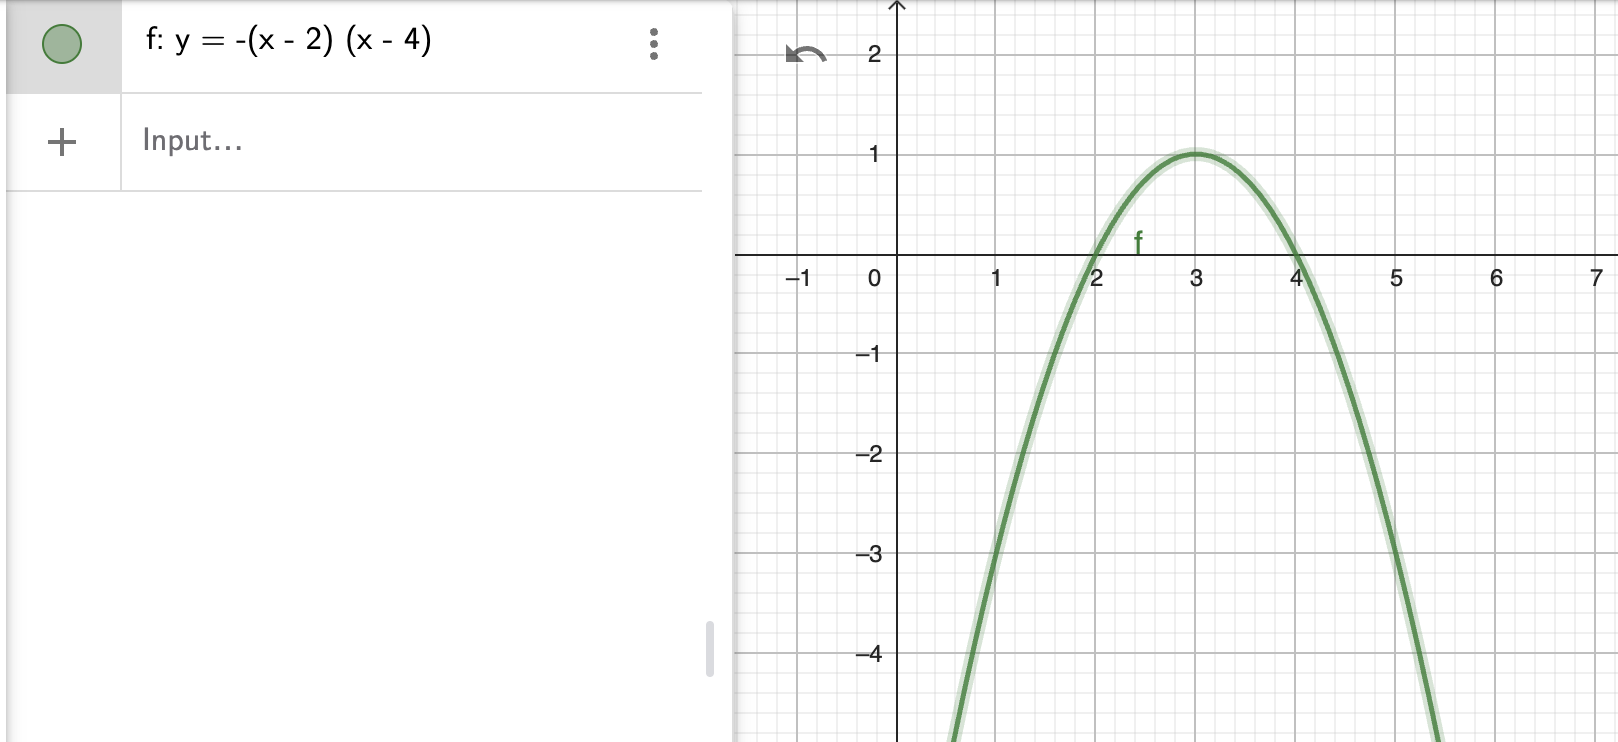 f: y = -(x - 2) (x - 4)
Input...
2
1
f
–1 0 1 2 3 4 5 6 7
–1
–2
–3
–4